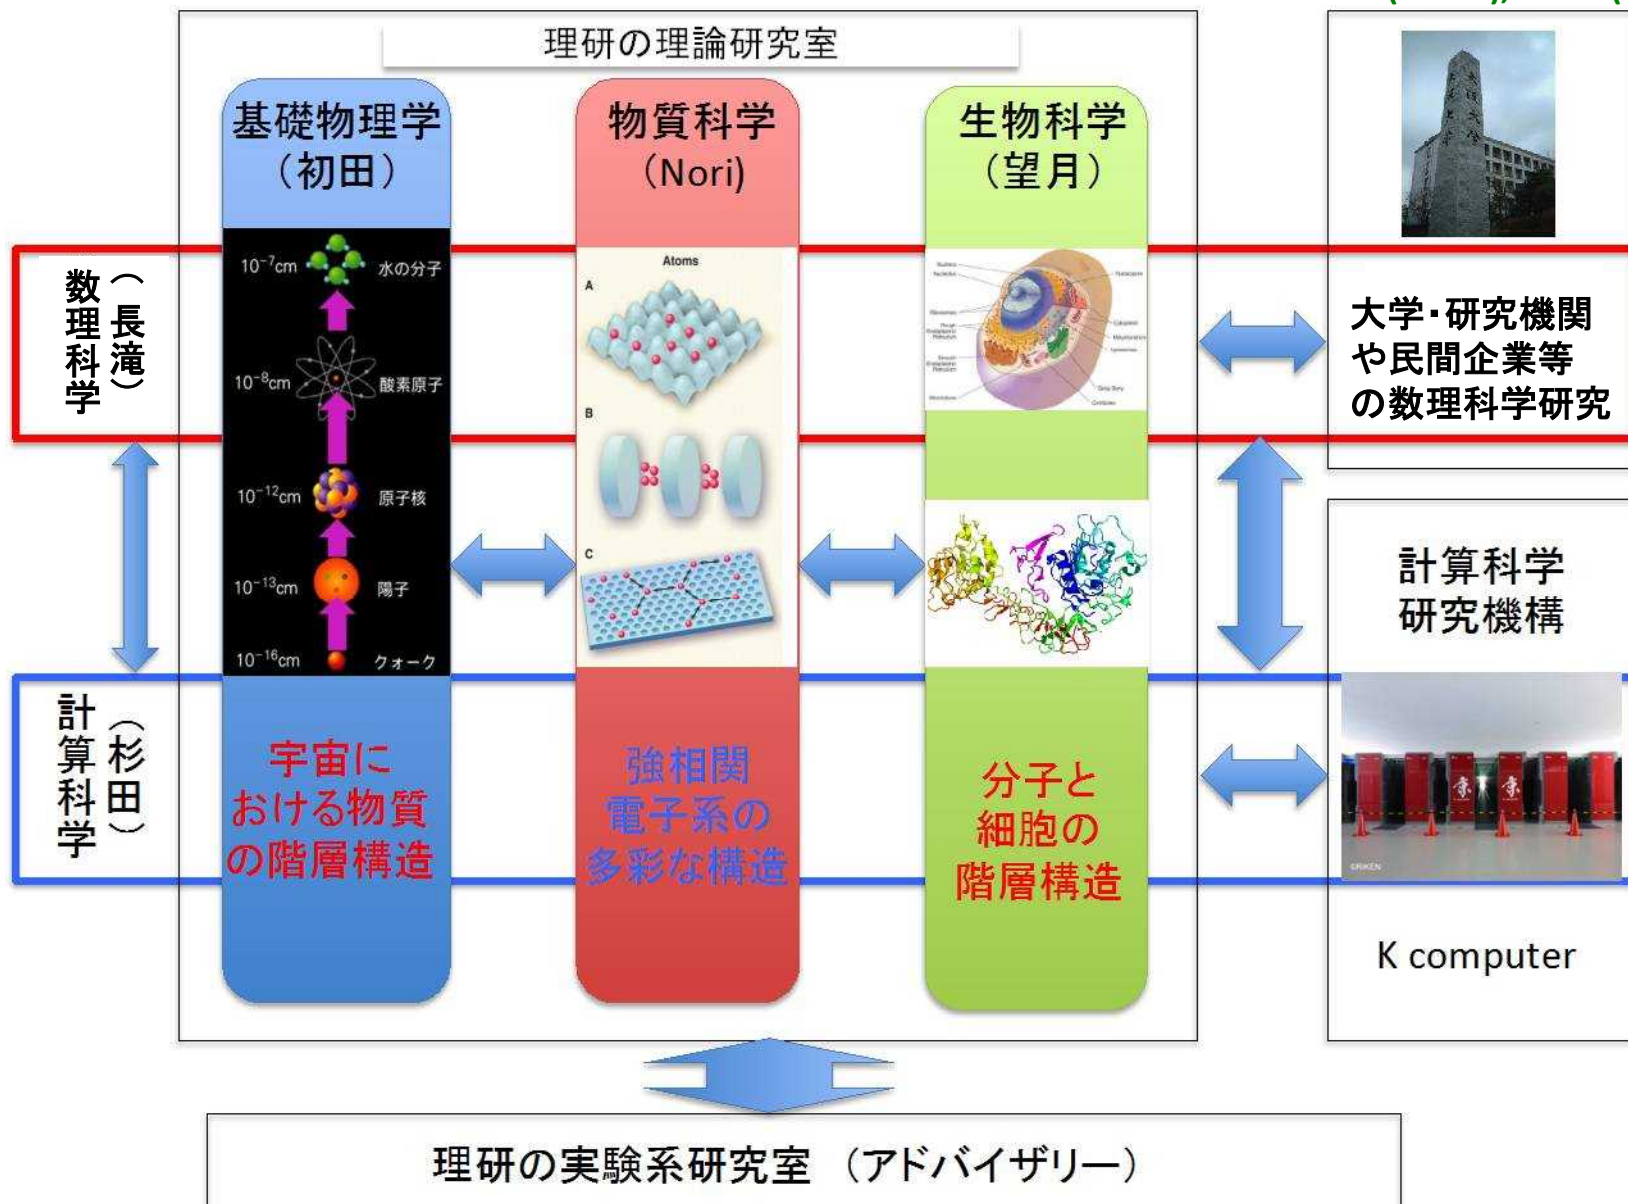 理研の理論研究室
基礎物理学
（初田）
10⁻⁷cm 水の分子
10⁻⁸cm 酸素原子
10⁻¹²cm 原子核
10⁻¹³cm 陽子
10⁻¹⁶cm クォーク
宇宙に
おける物質
の階層構造
物質科学
（Nori)
Atoms
A
B
C
強相関
電子系の
多彩な構造
生物科学
（望月）
分子と
細胞の
階層構造
数理科学
（長滝）
計算科学
（杉田）
大学・研究機関
や民間企業等
の数理科学研究
計算科学
研究機構
京
京
©RIKEN
K computer
理研の実験系研究室 （アドバイザリー）